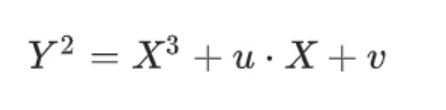 Y² = X³ + u · X + v